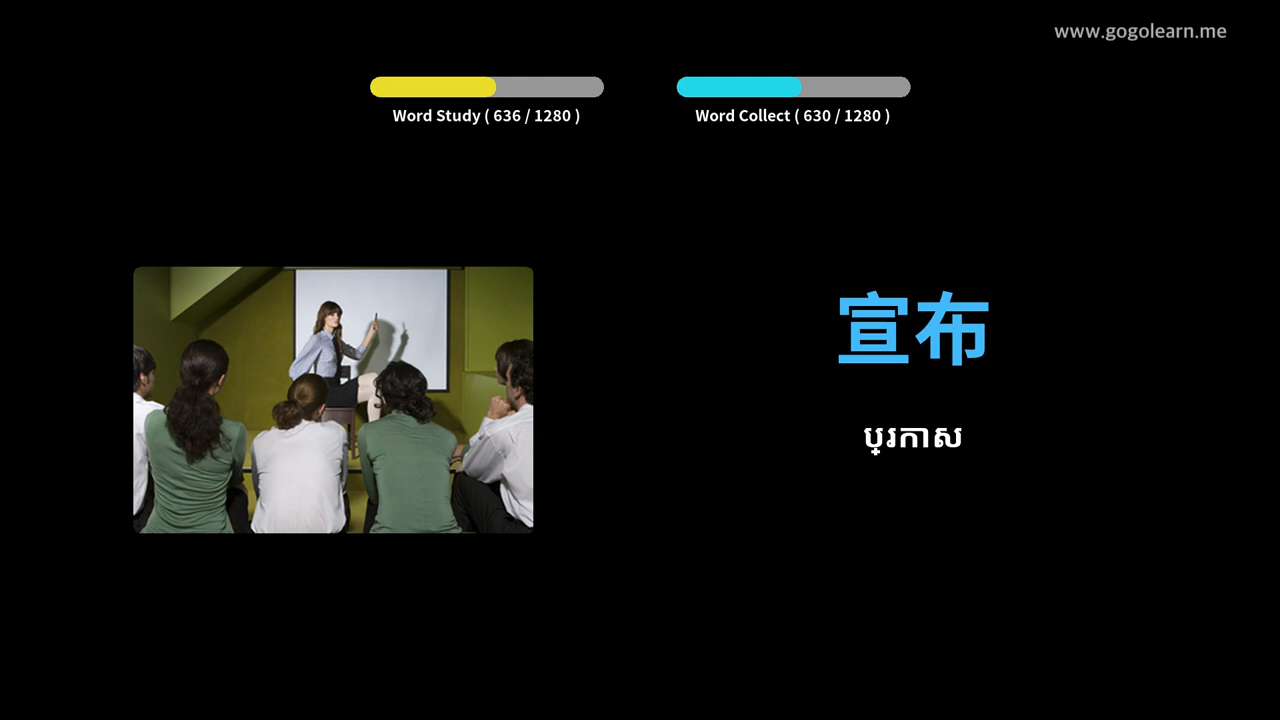 www.gogolearn.me
Word Study ( 636 / 1280 )
Word Collect ( 630 / 1280 )
宣布
ប្រកាស